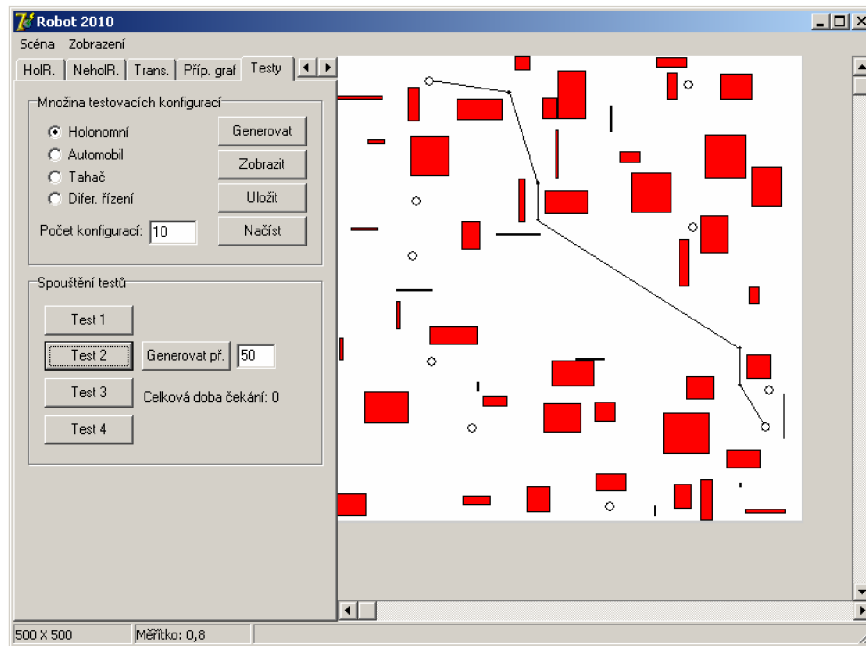 Robot 2010
Scéna Zobrazení
HolR. NeholR. Trans. Příp. graf Testy
Množina testovacích konfigurací
Holonomní
Automobil
Tahač
Difer. řízení
Generovat
Zobrazit
Uložit
Načíst
Počet konfigurací: 10
Spouštění testů
Test 1
Test 2 Generovat př. 50
Test 3 Celková doba čekání: 0
Test 4
500 X 500 Měřítko: 0,8